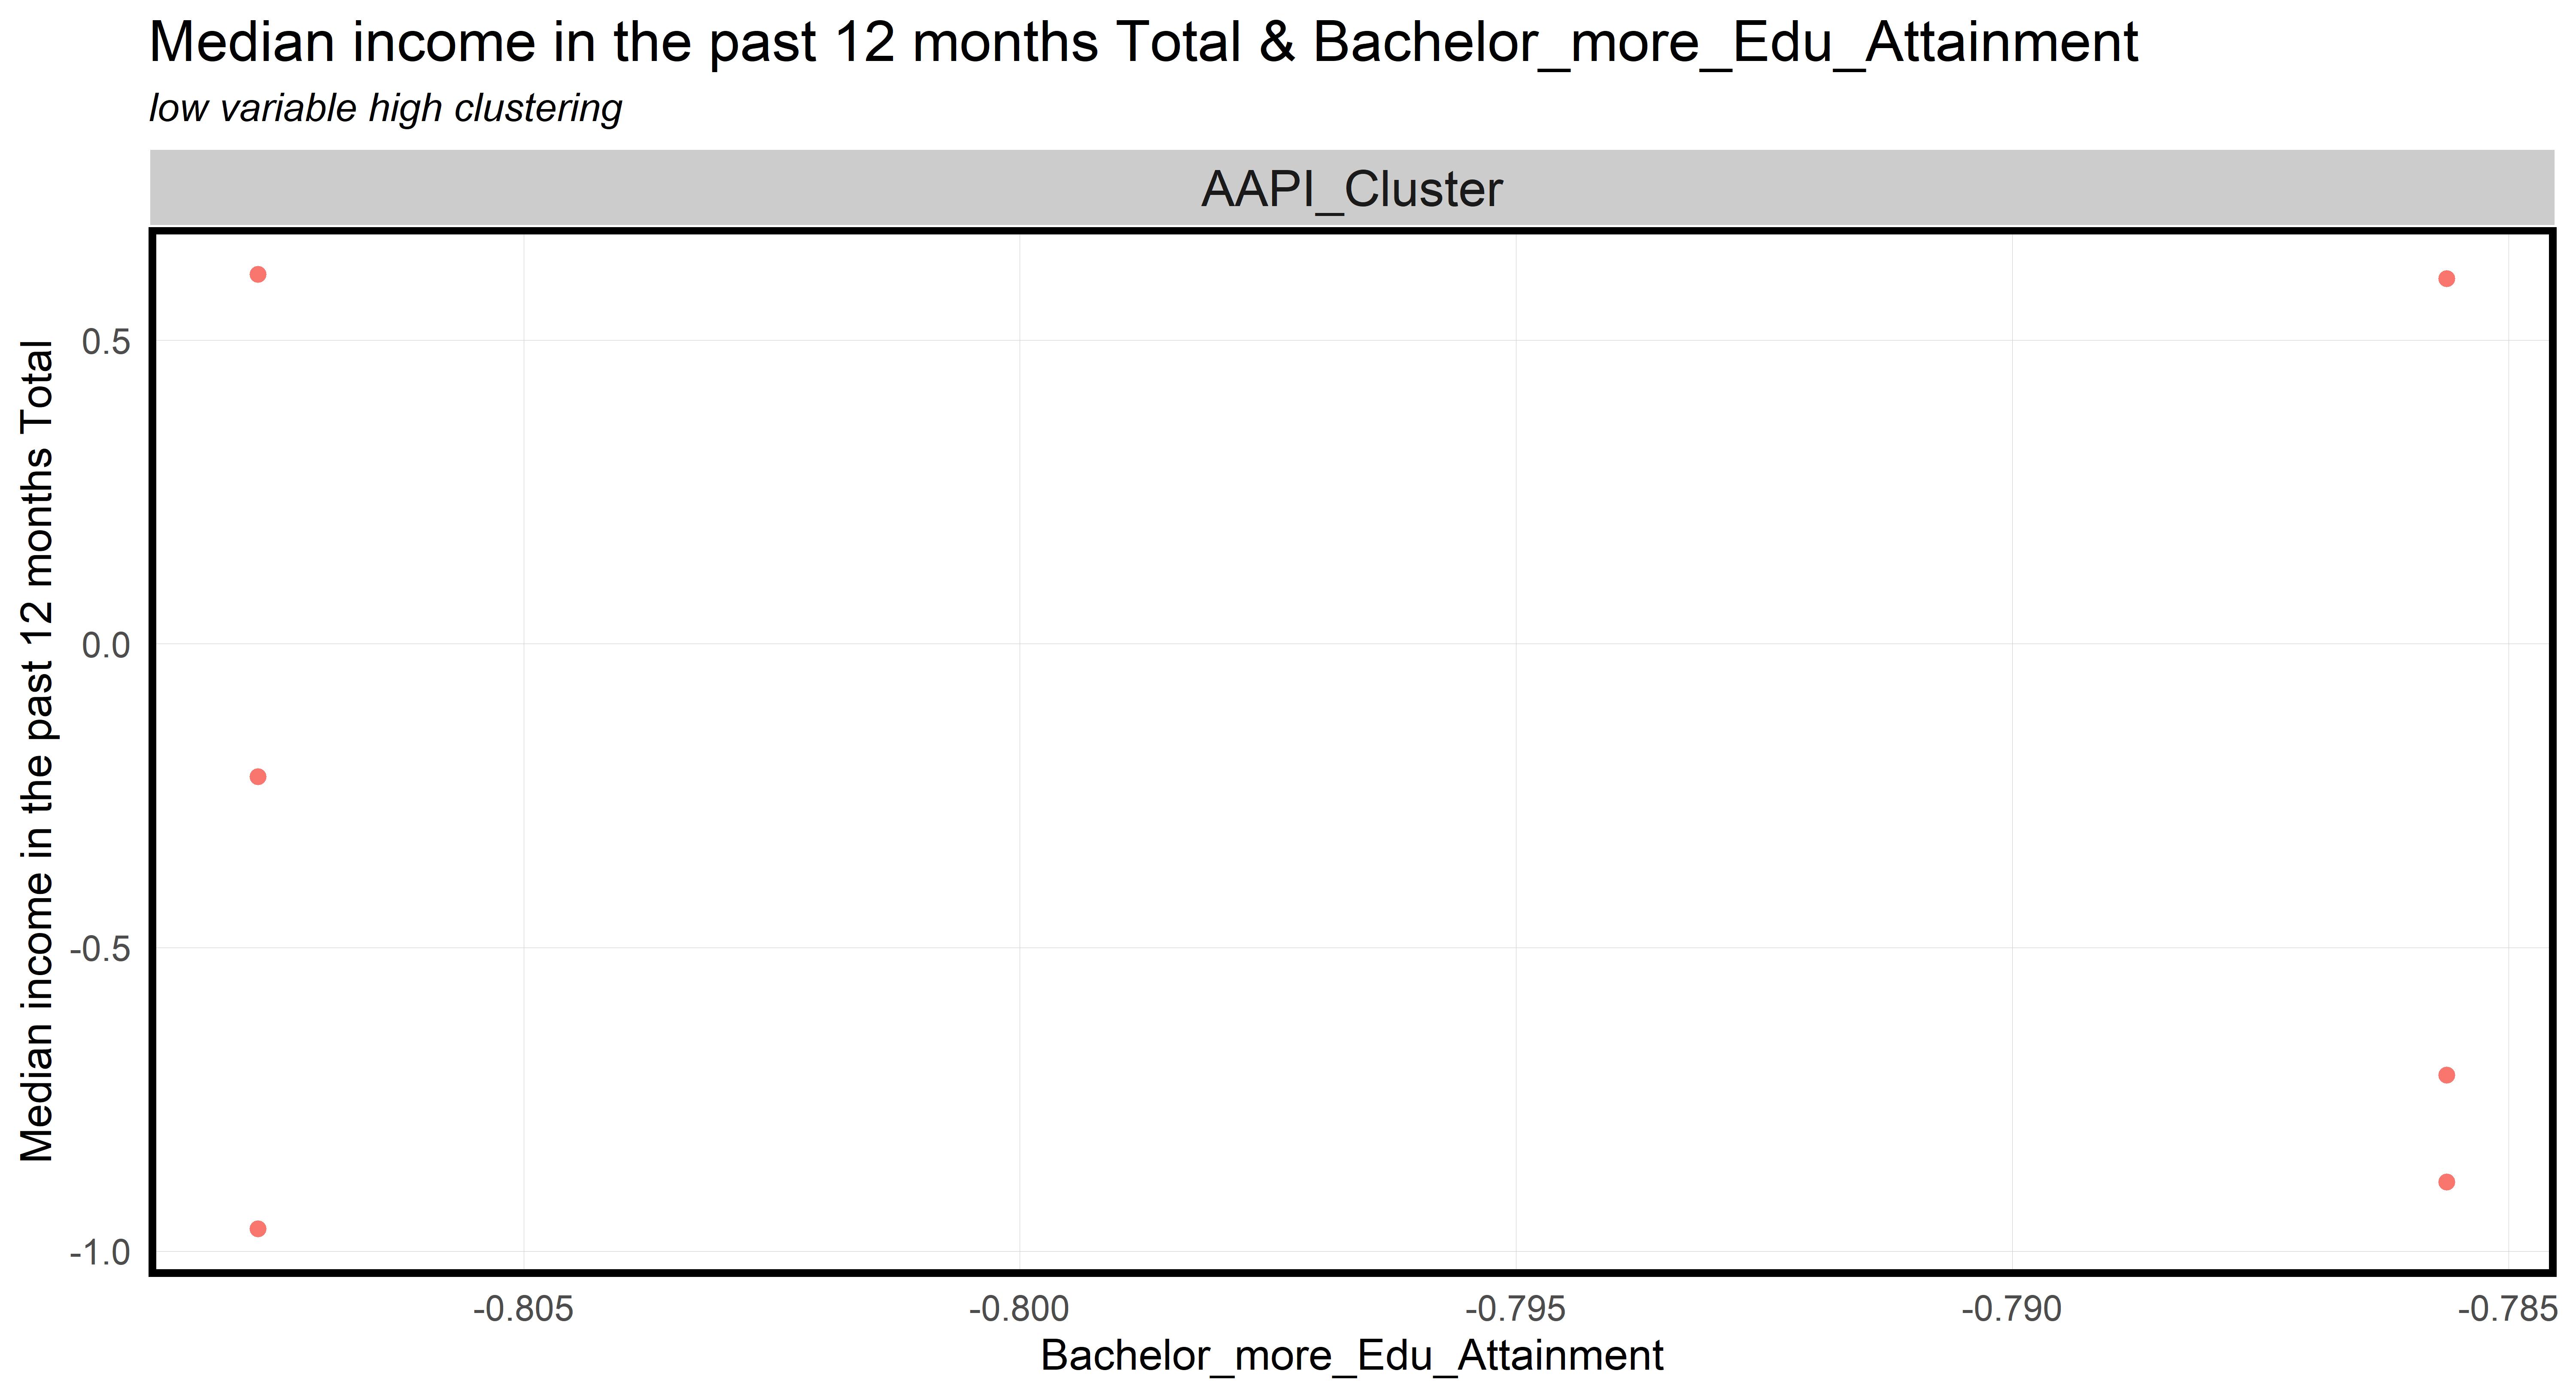 Median income in the past 12 months Total & Bachelor_more_Edu_Attainment
low variable high clustering
AAPI_Cluster
Median income in the past 12 months Total
0.5
0.0
-0.5
-1.0
-0.805
-0.800
-0.795
-0.790
-0.785
Bachelor_more_Edu_Attainment